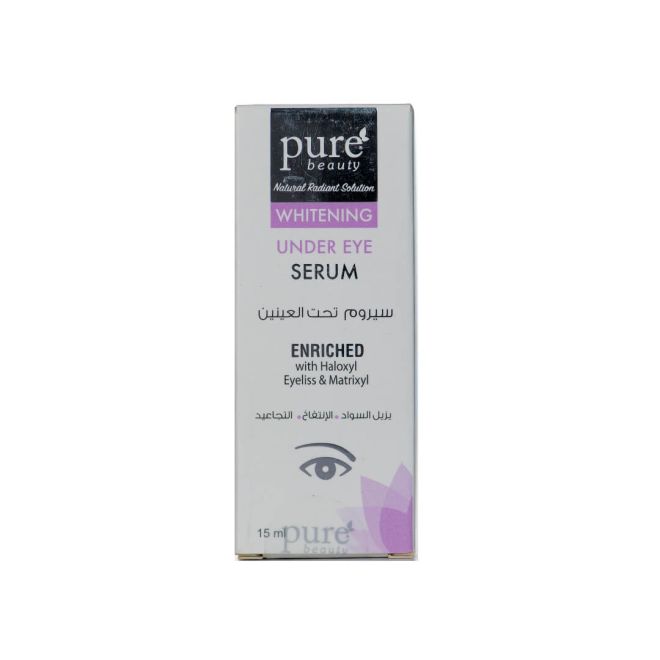 pure
beauty
Natural Radiant Solution
WHITENING
UNDER EYE
SERUM
سيروم تحت العينين
ENRICHED
with Haloxyl
Eyeliss & Matrixyl
يزيل السواد • الإنتفاخ • التجاعيد
15 ml
pure
beauty